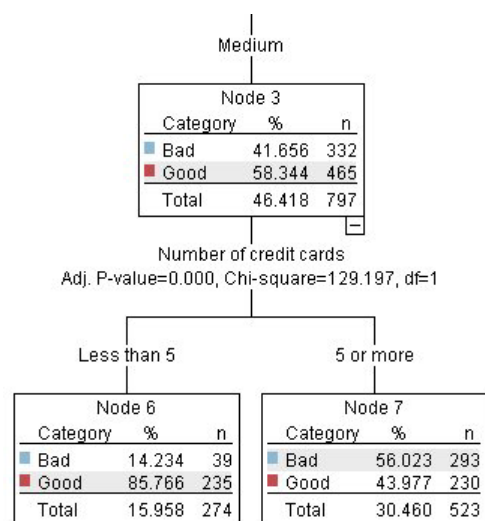 Medium
Node 3
Category % n
Bad 41.656 332
Good 58.344 465
Total 46.418 797
Number of credit cards
Adj. P-value=0.000, Chi-square=129.197, df=1
Less than 5
5 or more
Node 6
Category % n
Bad 14.234 39
Good 85.766 235
Total 15.958 274
Node 7
Category % n
Bad 56.023 293
Good 43.977 230
Total 30.460 523